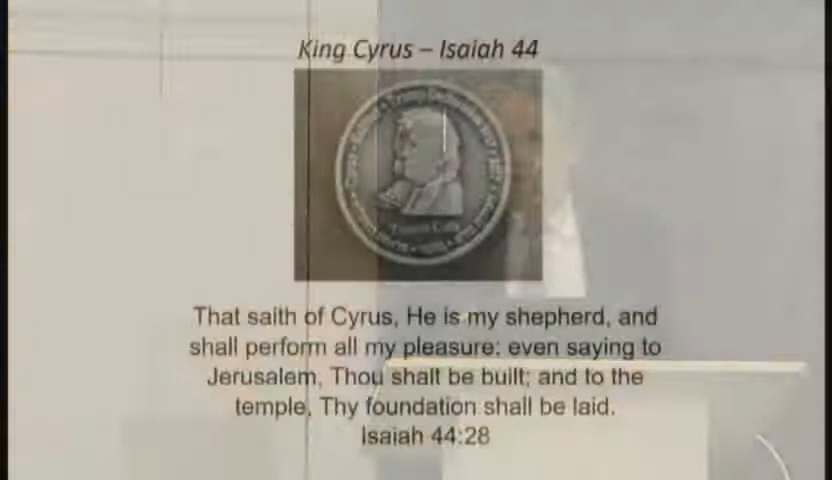 King Cyrus – Isaiah 44
That saith of Cyrus, He is my shepherd, and
shall perform all my pleasure: even saying to
Jerusalem, Thou shalt be built; and to the
temple, Thy foundation shall be laid.
Isaiah 44:28